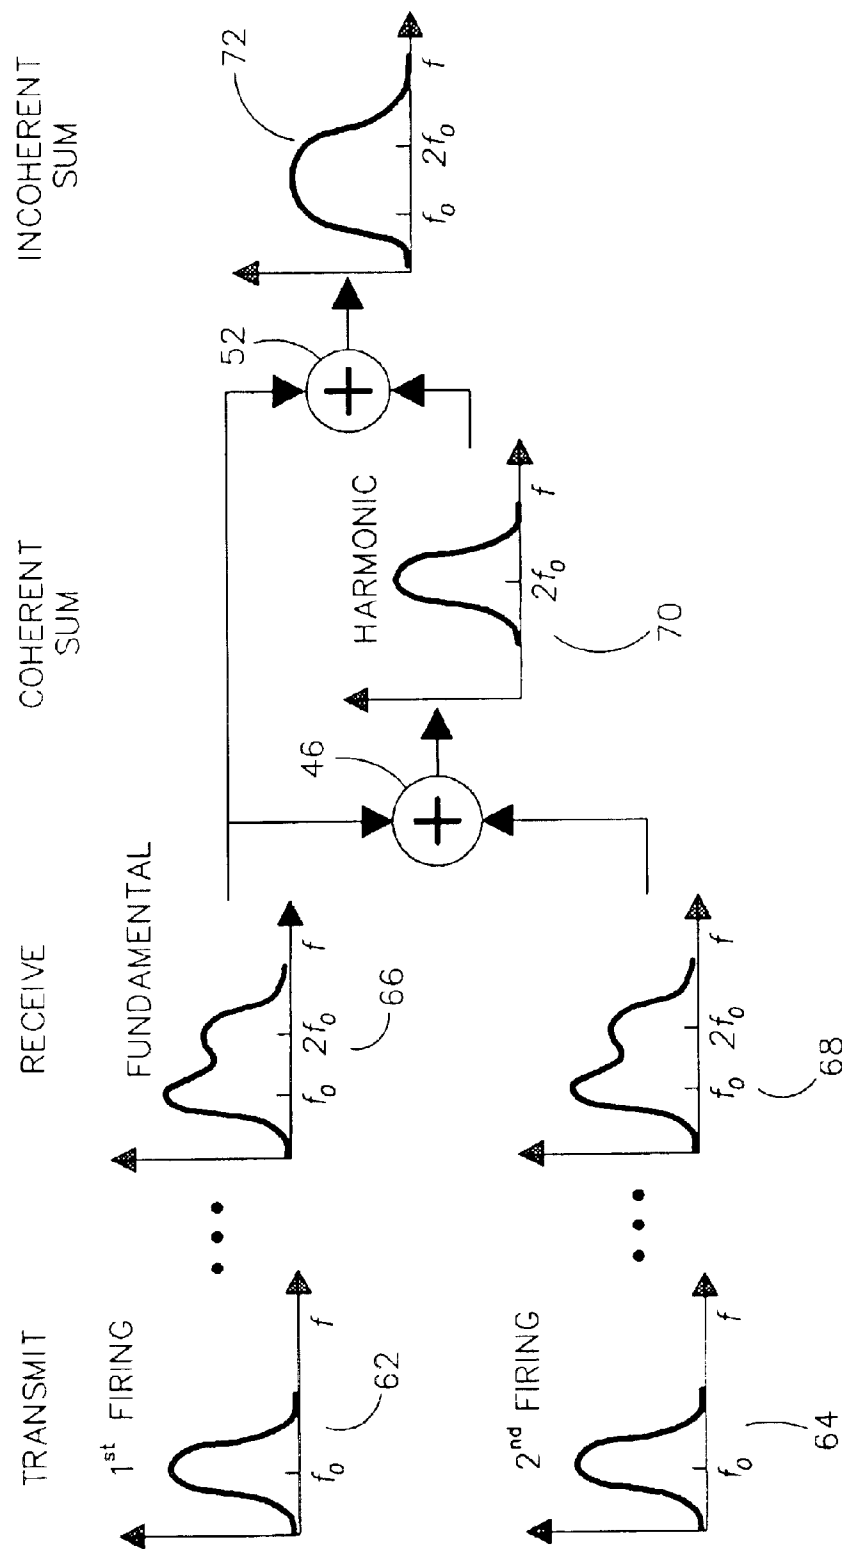 TRANSMIT
RECEIVE
COHERENT
SUM
INCOHERENT
SUM
1st FIRING
f0
f
62
FUNDAMENTAL
f0
2f0
f
66
46
HARMONIC
2f0
f
70
52
f0
2f0
f
72
2nd FIRING
f0
f
64
f0
2f0
f
68